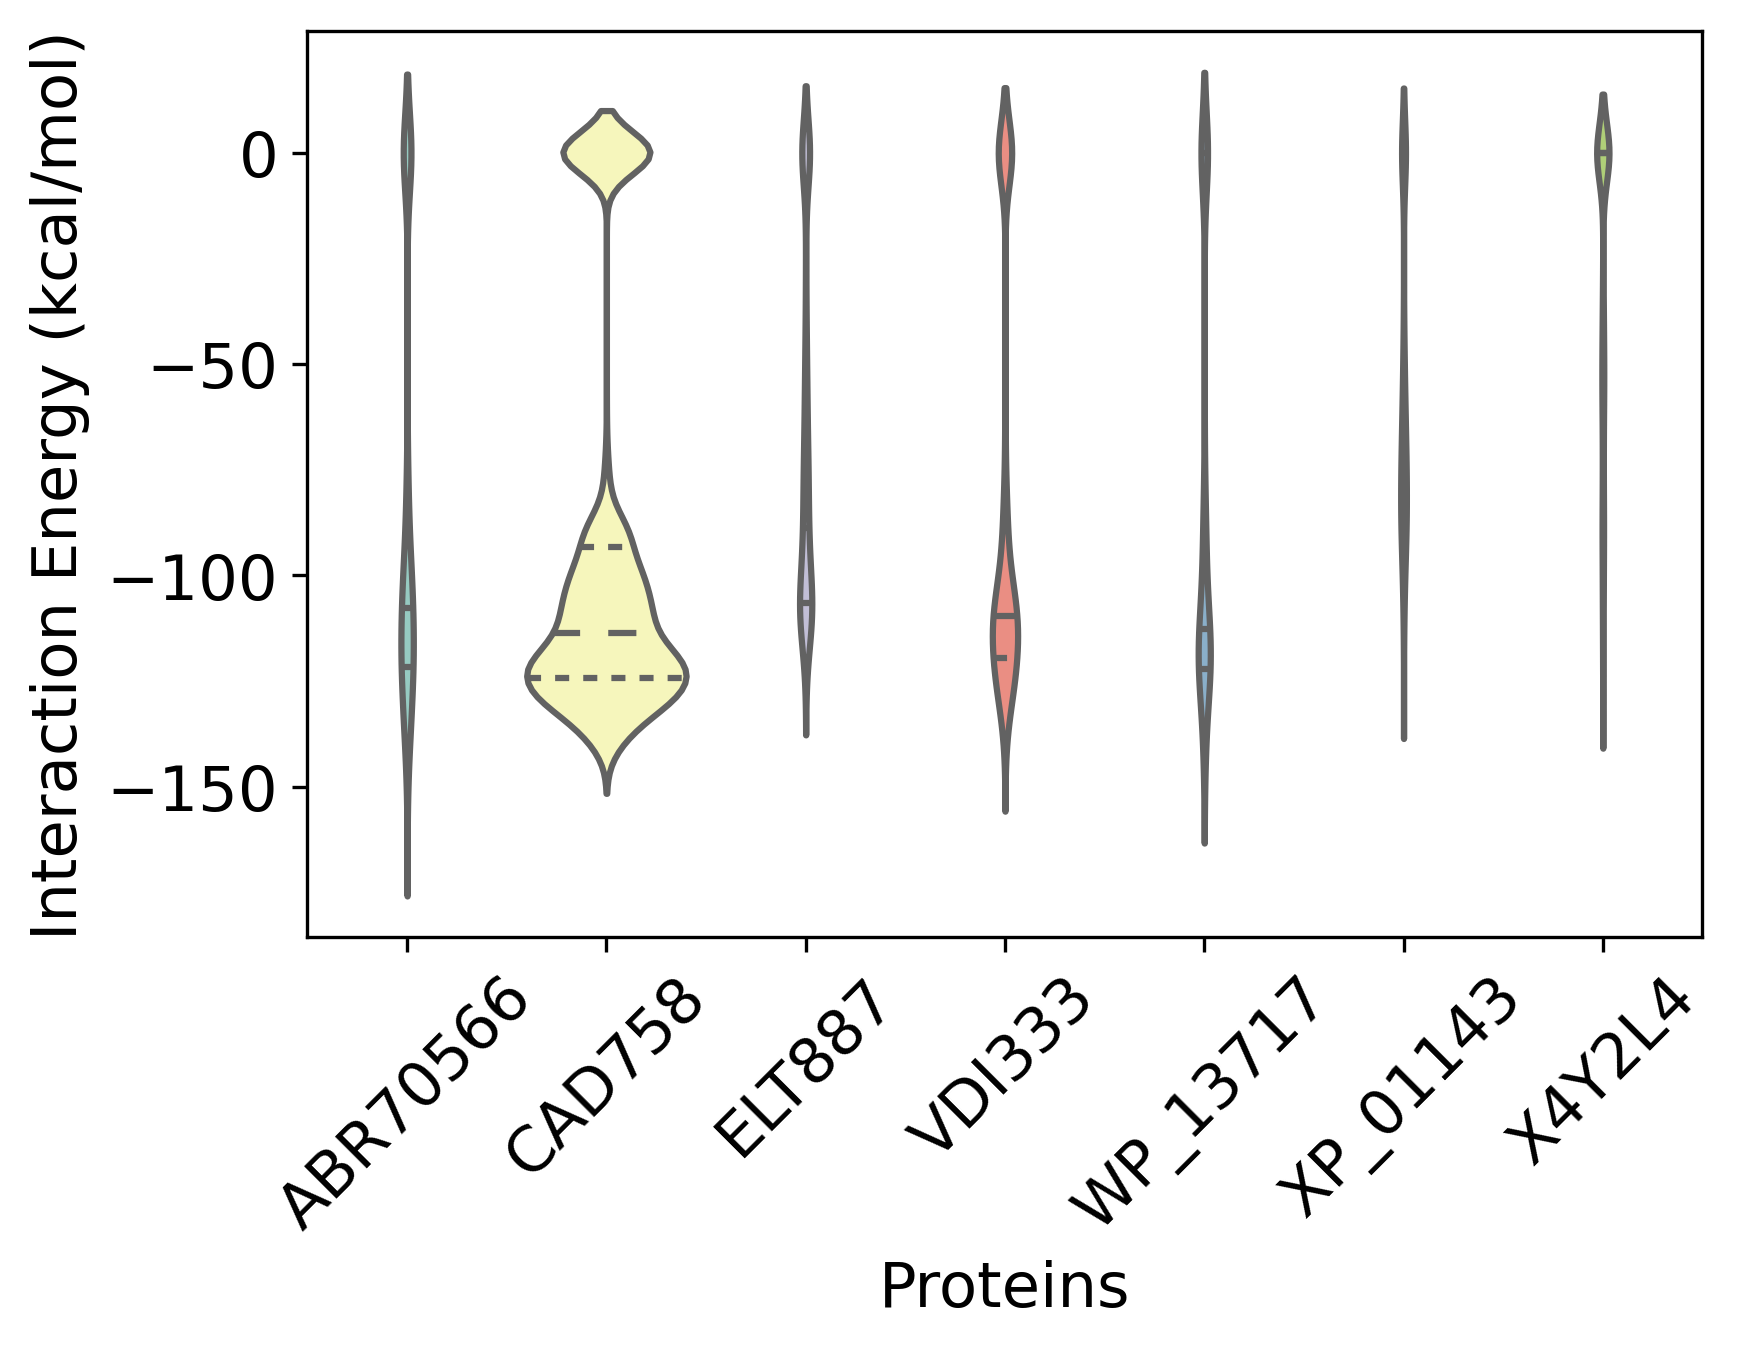 Interaction Energy (kcal/mol)
0
−50
−100
−150
ABR70566
CAD758
ELT887
VDI333
WP_13717
XP_01143
X4Y2L4
Proteins